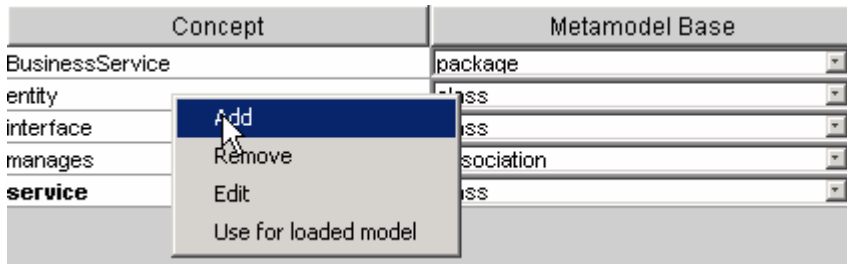 Concept Metamodel Base
BusinessService package
entity
interface
manages
service
Add
Remove
Edit
Use for loaded model